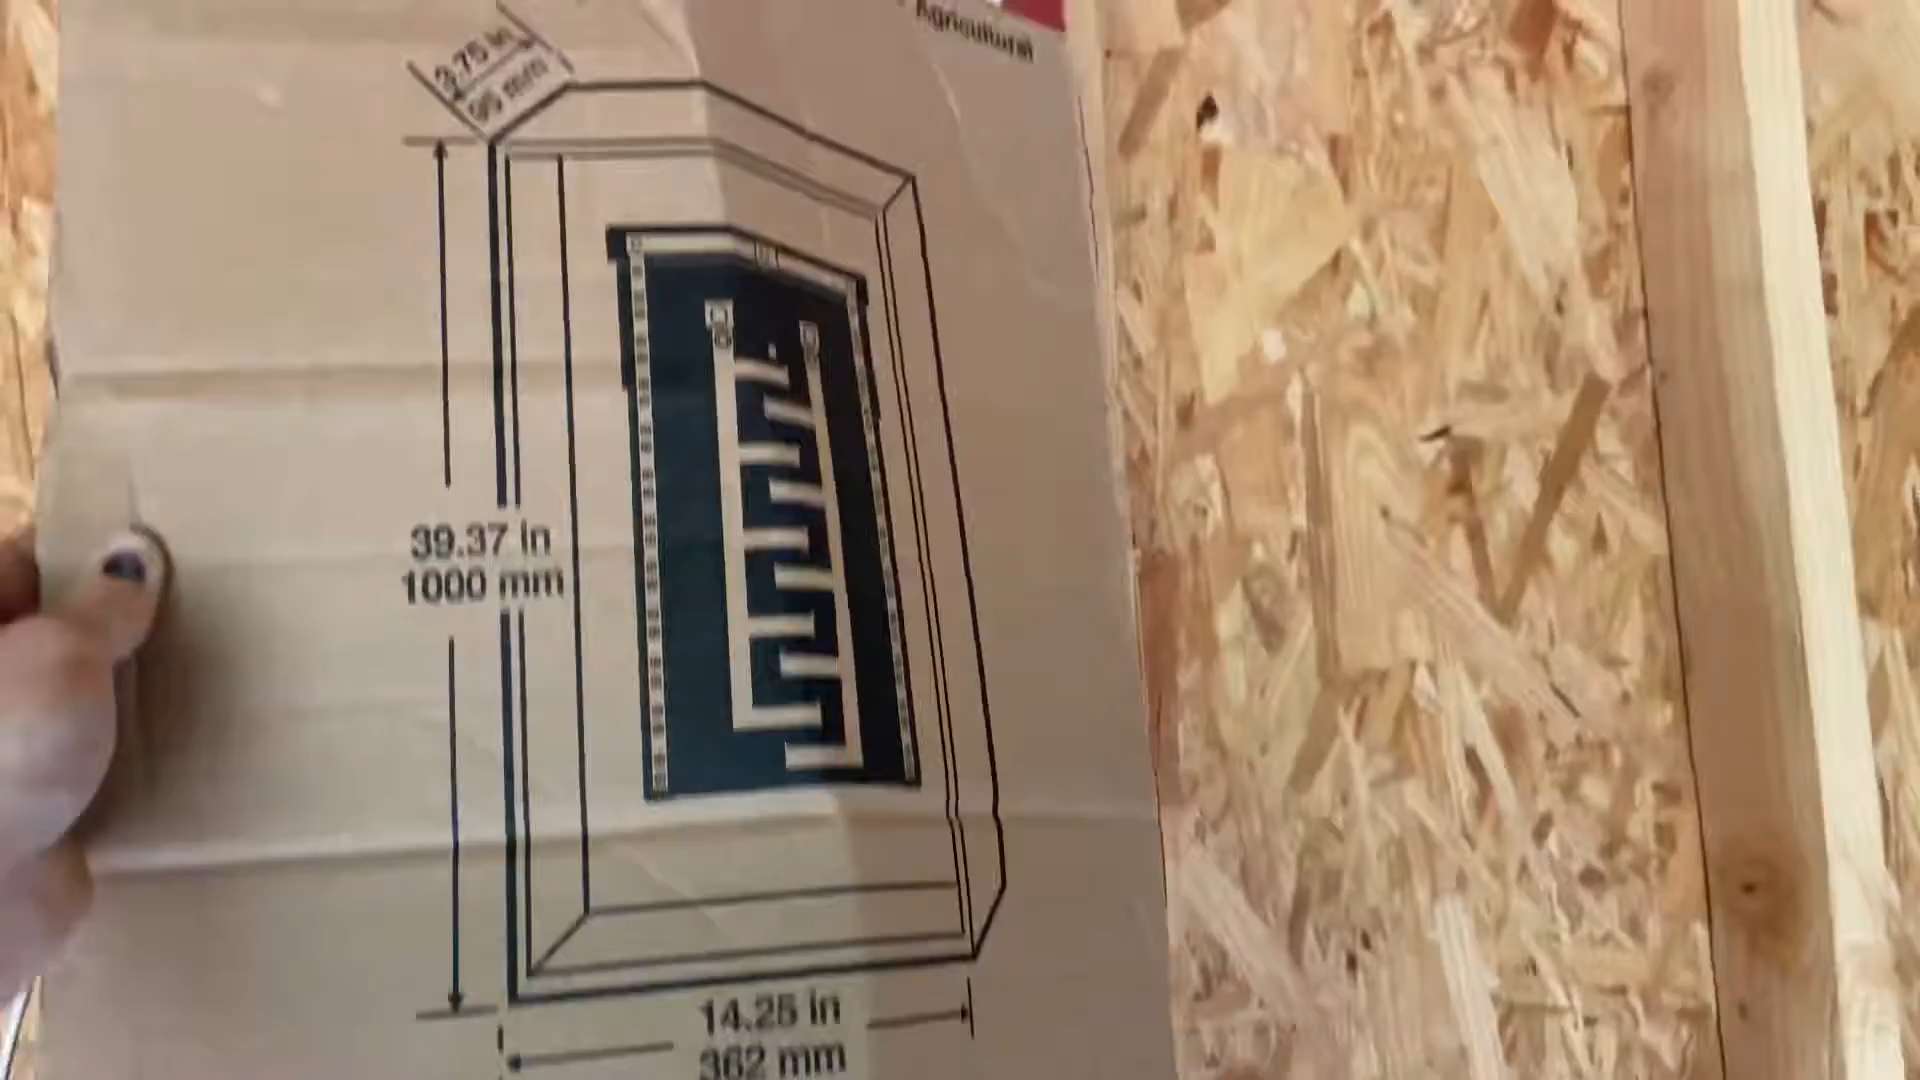 Agricultural
3.75 in
95 mm
39.37 in
1000 mm
14.25 in
362 mm